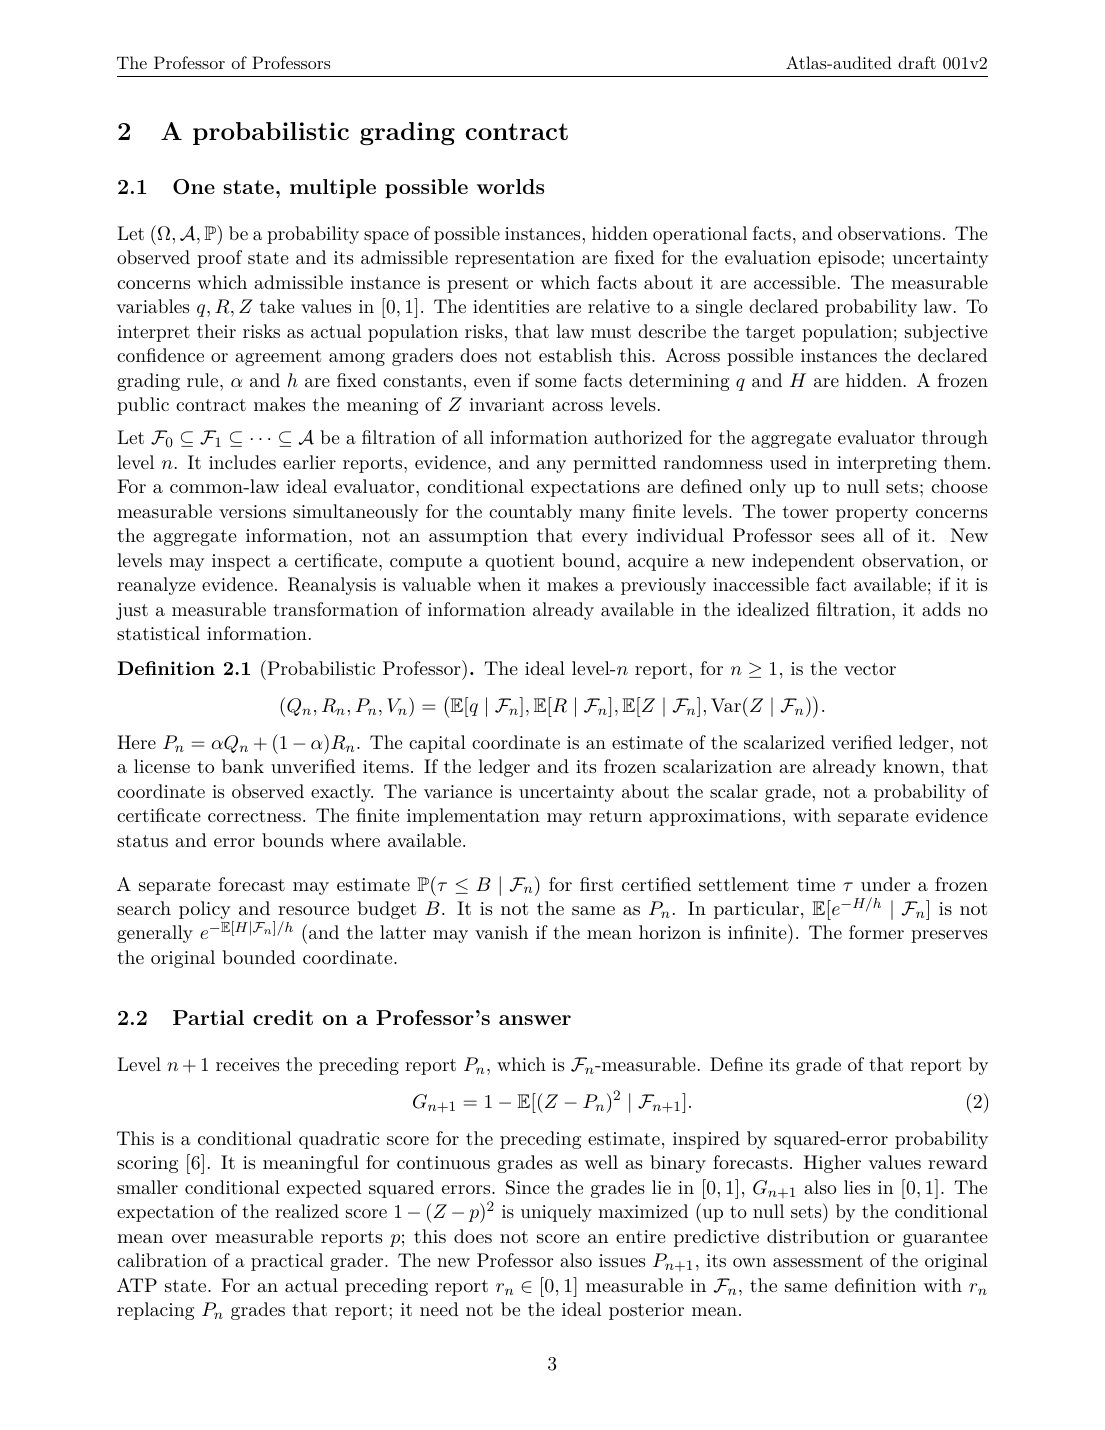 The Professor of Professors Atlas-audited draft 001v2
2 A probabilistic grading contract
2.1 One state, multiple possible worlds
Let (Ω, 𝒜, ℙ) be a probability space of possible instances, hidden operational facts, and observations. The
observed proof state and its admissible representation are fixed for the evaluation episode; uncertainty
concerns which admissible instance is present or which facts about it are accessible. The measurable
variables q, R, Z take values in [0, 1]. The identities are relative to a single declared probability law. To
interpret their risks as actual population risks, that law must describe the target population; subjective
confidence or agreement among graders does not establish this. Across possible instances the declared
grading rule, α and h are fixed constants, even if some facts determining q and H are hidden. A frozen
public contract makes the meaning of Z invariant across levels.
Let ℱ₀ ⊆ ℱ₁ ⊆ ⋯ ⊆ 𝒜 be a filtration of all information authorized for the aggregate evaluator through
level n. It includes earlier reports, evidence, and any permitted randomness used in interpreting them.
For a common-law ideal evaluator, conditional expectations are defined only up to null sets; choose
measurable versions simultaneously for the countably many finite levels. The tower property concerns
the aggregate information, not an assumption that every individual Professor sees all of it. New
levels may inspect a certificate, compute a quotient bound, acquire a new independent observation, or
reanalyze evidence. Reanalysis is valuable when it makes a previously inaccessible fact available; if it is
just a measurable transformation of information already available in the idealized filtration, it adds no
statistical information.
Definition 2.1 (Probabilistic Professor). The ideal level-n report, for n ≥ 1, is the vector
(Qₙ, Rₙ, Pₙ, Vₙ) = (𝔼[q | ℱₙ], 𝔼[R | ℱₙ], 𝔼[Z | ℱₙ], Var(Z | ℱₙ)).
Here Pₙ = αQₙ + (1 − α)Rₙ. The capital coordinate is an estimate of the scalarized verified ledger, not
a license to bank unverified items. If the ledger and its frozen scalarization are already known, that
coordinate is observed exactly. The variance is uncertainty about the scalar grade, not a probability of
certificate correctness. The finite implementation may return approximations, with separate evidence
status and error bounds where available.
A separate forecast may estimate ℙ(τ ≤ B | ℱₙ) for first certified settlement time τ under a frozen
search policy and resource budget B. It is not the same as Pₙ. In particular, 𝔼[e^{−H/h} | ℱₙ] is not
generally e^{−𝔼[H|ℱₙ]/h} (and the latter may vanish if the mean horizon is infinite). The former preserves
the original bounded coordinate.
2.2 Partial credit on a Professor's answer
Level n + 1 receives the preceding report Pₙ, which is ℱₙ-measurable. Define its grade of that report by
Gₙ₊₁ = 1 − 𝔼[(Z − Pₙ)² | ℱₙ₊₁]. (2)
This is a conditional quadratic score for the preceding estimate, inspired by squared-error probability
scoring [6]. It is meaningful for continuous grades as well as binary forecasts. Higher values reward
smaller conditional expected squared errors. Since the grades lie in [0, 1], Gₙ₊₁ also lies in [0, 1]. The
expectation of the realized score 1 − (Z − p)² is uniquely maximized (up to null sets) by the conditional
mean over measurable reports p; this does not score an entire predictive distribution or guarantee
calibration of a practical grader. The new Professor also issues Pₙ₊₁, its own assessment of the original
ATP state. For an actual preceding report rₙ ∈ [0, 1] measurable in ℱₙ, the same definition with rₙ
replacing Pₙ grades that report; it need not be the ideal posterior mean.
3